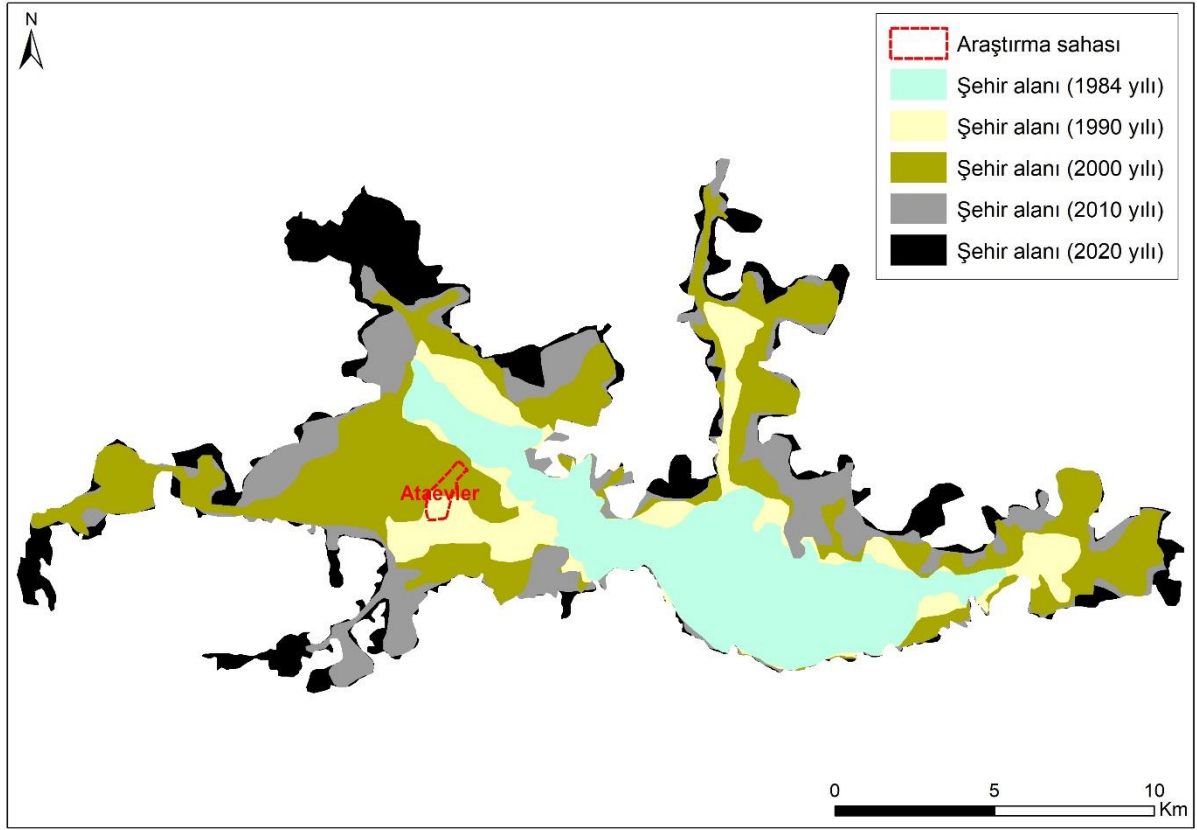 N
Araştırma sahası
Şehir alanı (1984 yılı)
Şehir alanı (1990 yılı)
Şehir alanı (2000 yılı)
Şehir alanı (2010 yılı)
Şehir alanı (2020 yılı)
Ataevler
0 5 10
Km